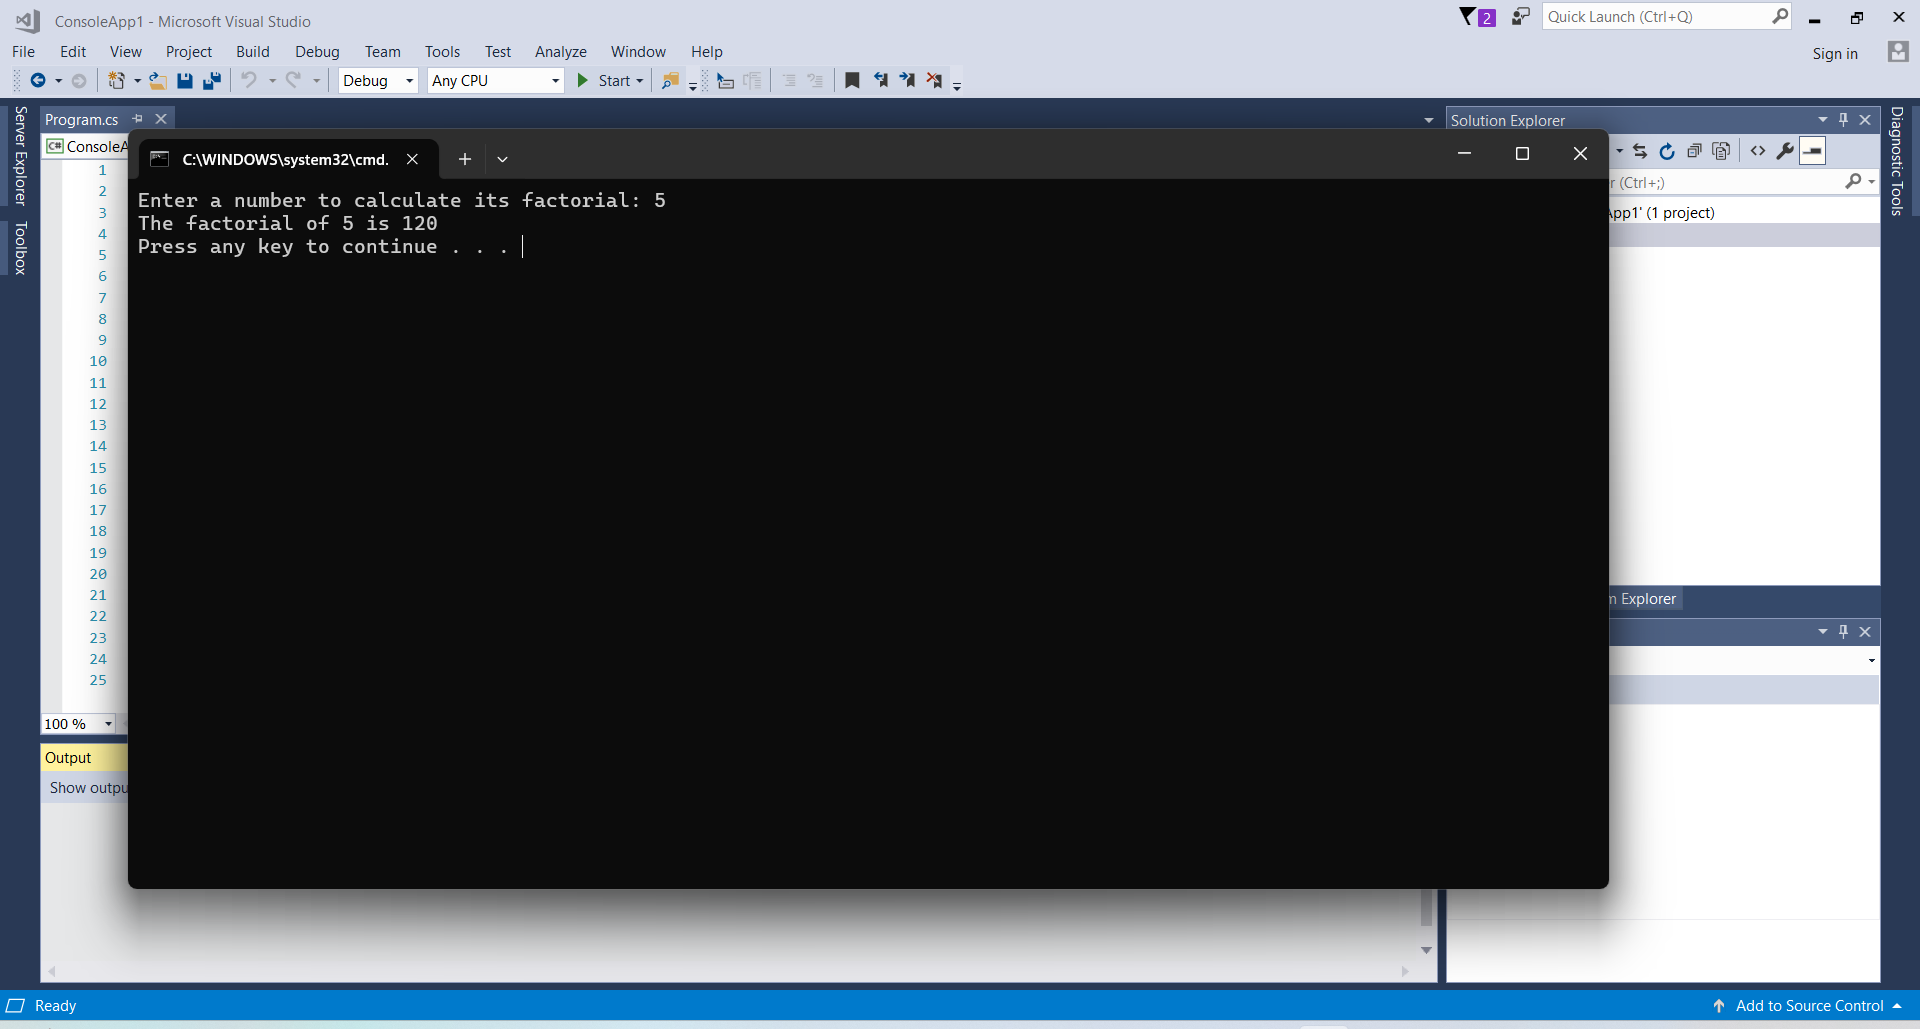 ConsoleApp1 - Microsoft Visual Studio
2
Quick Launch (Ctrl+Q)
File Edit View Project Build Debug Team Tools Test Analyze Window Help
Sign in
Debug Any CPU Start
Server Explorer
Toolbox
Program.cs
C# ConsoleA
1
2
3
4
5
6
7
8
9
10
11
12
13
14
15
16
17
18
19
20
21
22
23
24
25
100 %
Output
Show outpu
C:\WINDOWS\system32\cmd.
Enter a number to calculate its factorial: 5
The factorial of 5 is 120
Press any key to continue . . .
Solution Explorer
r (Ctrl+;)
App1' (1 project)
m Explorer
Diagnostic Tools
Ready
Add to Source Control